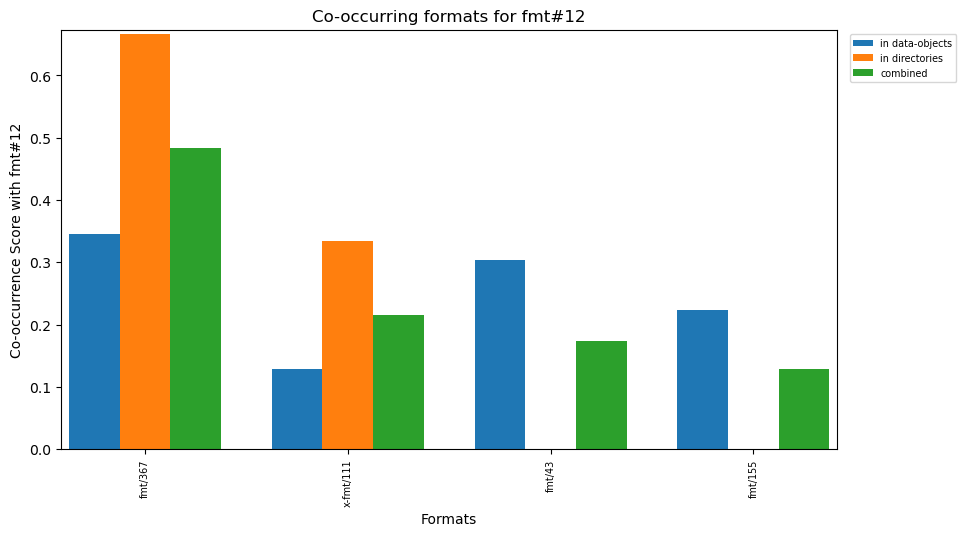 Co-occurring formats for fmt#12
in data-objects
in directories
combined
Co-occurrence Score with fmt#12
0.6
0.5
0.4
0.3
0.2
0.1
0.0
fmt/367
x-fmt/111
fmt/43
fmt/155
Formats